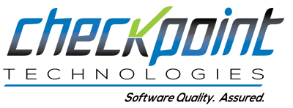 checkpoint
TECHNOLOGIES
Software Quality. Assured.